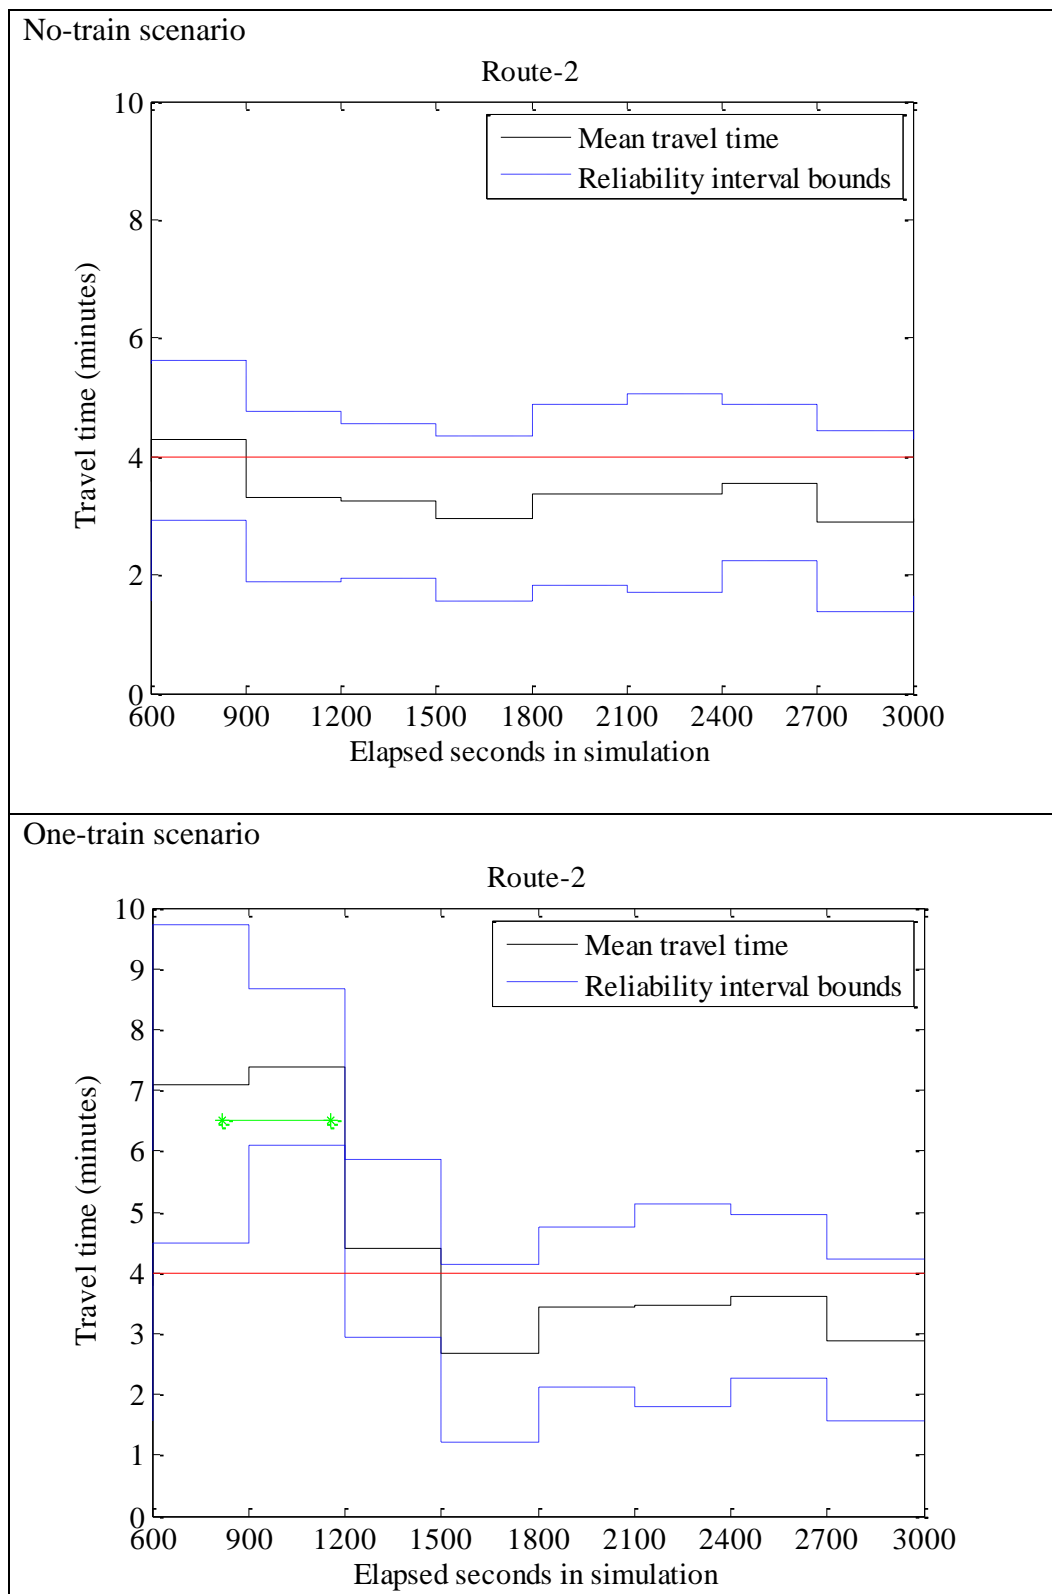 No-train scenario
Route-2
Mean travel time
Reliability interval bounds
Travel time (minutes)
10
8
6
4
2
0
600 900 1200 1500 1800 2100 2400 2700 3000
Elapsed seconds in simulation
One-train scenario
Route-2
Mean travel time
Reliability interval bounds
Travel time (minutes)
10
9
8
7
6
5
4
3
2
1
0
600 900 1200 1500 1800 2100 2400 2700 3000
Elapsed seconds in simulation